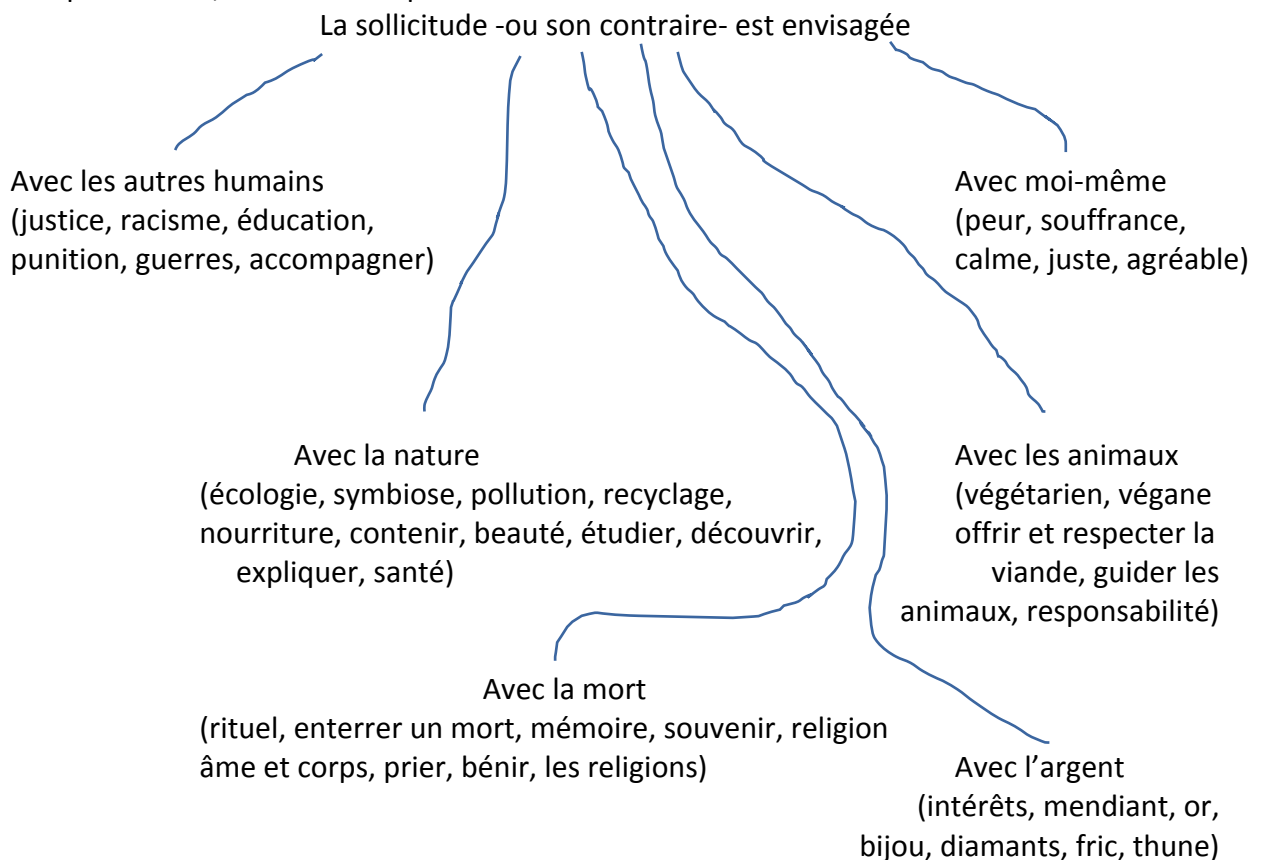 La sollicitude -ou son contraire- est envisagée
Avec les autres humains
(justice, racisme, éducation,
punition, guerres, accompagner)
Avec moi-même
(peur, souffrance,
calme, juste, agréable)
Avec la nature
(écologie, symbiose, pollution, recyclage,
nourriture, contenir, beauté, étudier, découvrir,
expliquer, santé)
Avec les animaux
(végétarien, végane
offrir et respecter la
viande, guider les
animaux, responsabilité)
Avec la mort
(rituel, enterrer un mort, mémoire, souvenir, religion
âme et corps, prier, bénir, les religions)
Avec l’argent
(intérêts, mendiant, or,
bijou, diamants, fric, thune)